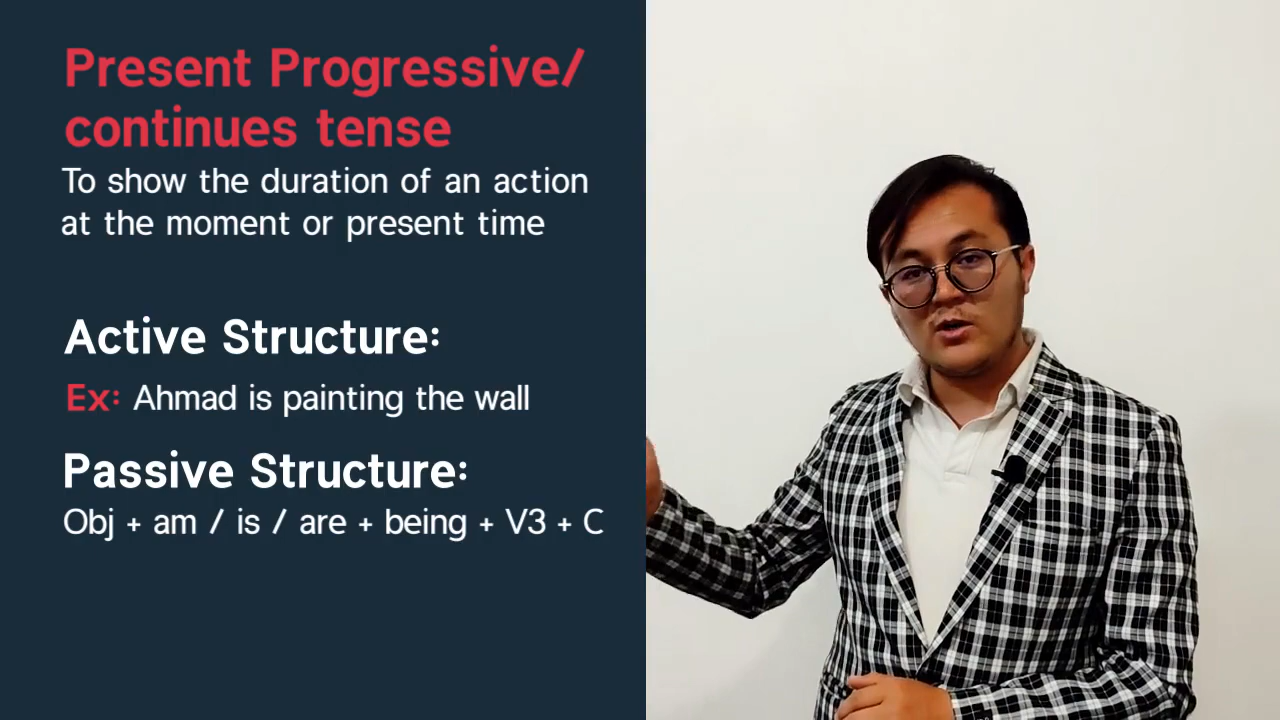 Present Progressive/
continues tense
To show the duration of an action
at the moment or present time
Active Structure:
Ex: Ahmad is painting the wall
Passive Structure:
Obj + am / is / are + being + V3 + C